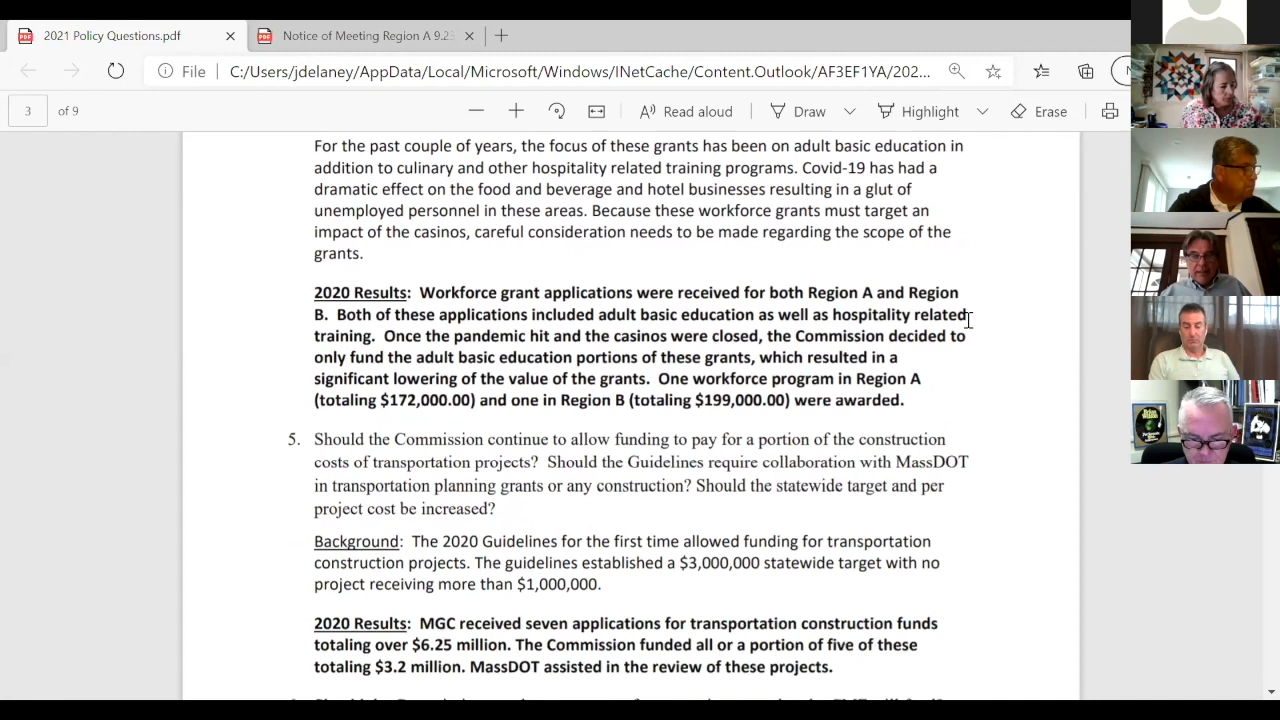 2021 Policy Questions.pdf
Notice of Meeting Region A 9.23
File
C:/Users/jdelaney/AppData/Local/Microsoft/Windows/INetCache/Content.Outlook/AF3EF1YA/202...
3 of 9
Read aloud
Draw
Highlight
Erase
For the past couple of years, the focus of these grants has been on adult basic education in
addition to culinary and other hospitality related training programs. Covid-19 has had a
dramatic effect on the food and beverage and hotel businesses resulting in a glut of
unemployed personnel in these areas. Because these workforce grants must target an
impact of the casinos, careful consideration needs to be made regarding the scope of the
grants.
2020 Results: Workforce grant applications were received for both Region A and Region
B. Both of these applications included adult basic education as well as hospitality related
training. Once the pandemic hit and the casinos were closed, the Commission decided to
only fund the adult basic education portions of these grants, which resulted in a
significant lowering of the value of the grants. One workforce program in Region A
(totaling $172,000.00) and one in Region B (totaling $199,000.00) were awarded.
5. Should the Commission continue to allow funding to pay for a portion of the construction
costs of transportation projects? Should the Guidelines require collaboration with MassDOT
in transportation planning grants or any construction? Should the statewide target and per
project cost be increased?
Background: The 2020 Guidelines for the first time allowed funding for transportation
construction projects. The guidelines established a $3,000,000 statewide target with no
project receiving more than $1,000,000.
2020 Results: MGC received seven applications for transportation construction funds
totaling over $6.25 million. The Commission funded all or a portion of five of these
totaling $3.2 million. MassDOT assisted in the review of these projects.